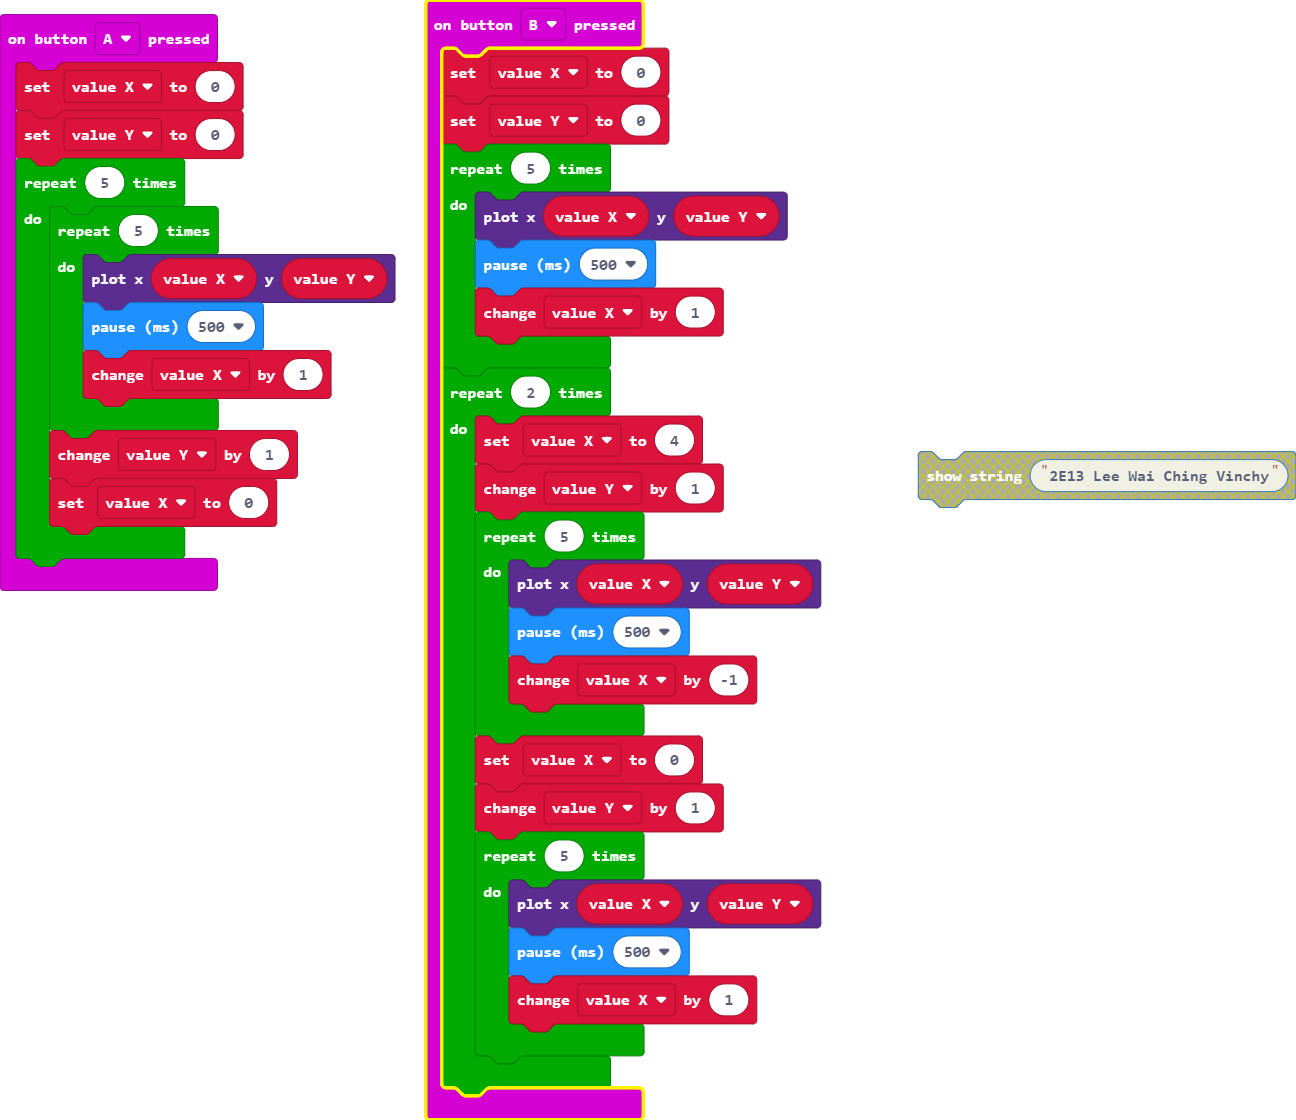 on button A pressed
set value X to 0
set value Y to 0
repeat 5 times
do
repeat 5 times
do
plot x value X y value Y
pause (ms) 500
change value X by 1
change value Y by 1
set value X to 0
on button B pressed
set value X to 0
set value Y to 0
repeat 5 times
do
plot x value X y value Y
pause (ms) 500
change value X by 1
repeat 2 times
do
set value X to 4
change value Y by 1
repeat 5 times
do
plot x value X y value Y
pause (ms) 500
change value X by -1
set value X to 0
change value Y by 1
repeat 5 times
do
plot x value X y value Y
pause (ms) 500
change value X by 1
show string "2E13 Lee Wai Ching Vinchy"